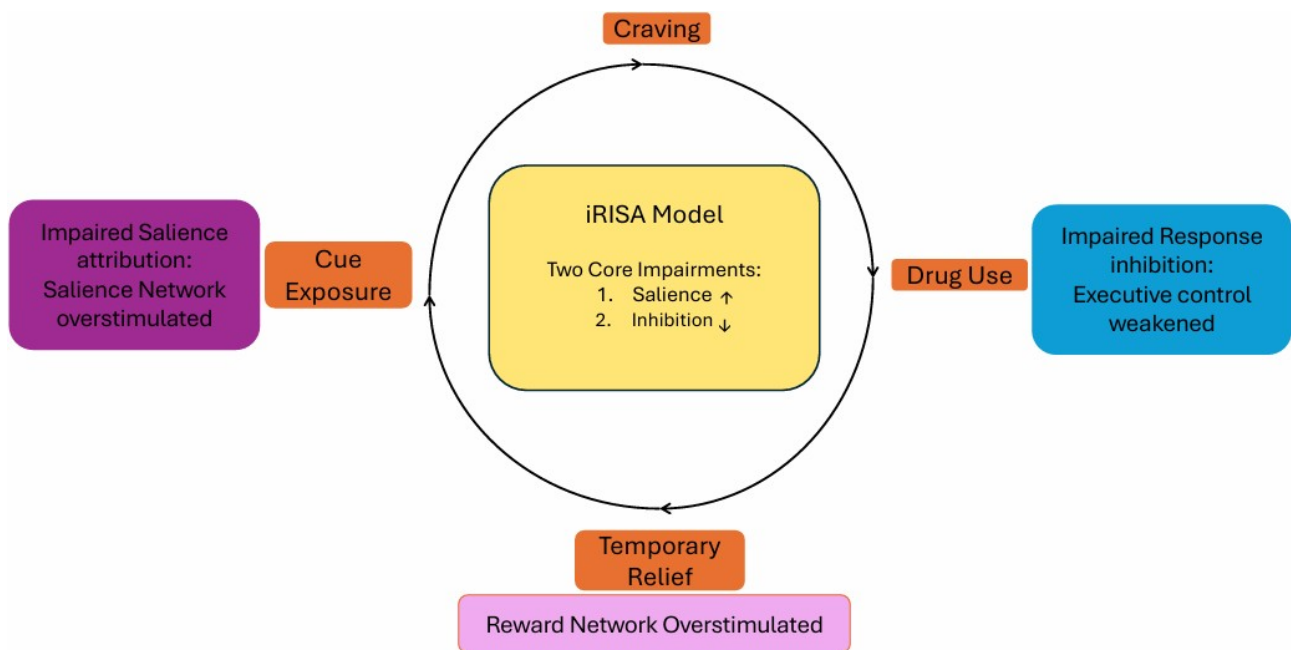 Craving
Impaired Salience
attribution:
Salience Network
overstimulated
Cue
Exposure
iRISA Model
Two Core Impairments:
1. Salience ↑
2. Inhibition ↓
Drug Use
Impaired Response
inhibition:
Executive control
weakened
Temporary
Relief
Reward Network Overstimulated